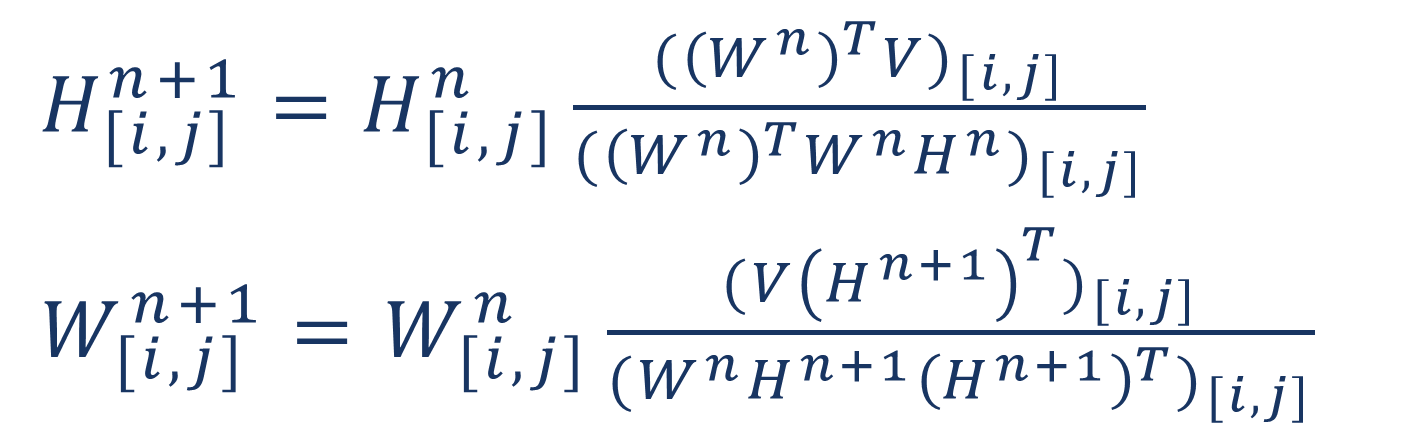 H^{n+1}_{[i,j]} = H^{n}_{[i,j]} \frac{((W^{n})^{T}V)_{[i,j]}}{((W^{n})^{T}W^{n}H^{n})_{[i,j]}}
W^{n+1}_{[i,j]} = W^{n}_{[i,j]} \frac{(V(H^{n+1})^{T})_{[i,j]}}{(W^{n}H^{n+1}(H^{n+1})^{T})_{[i,j]}}